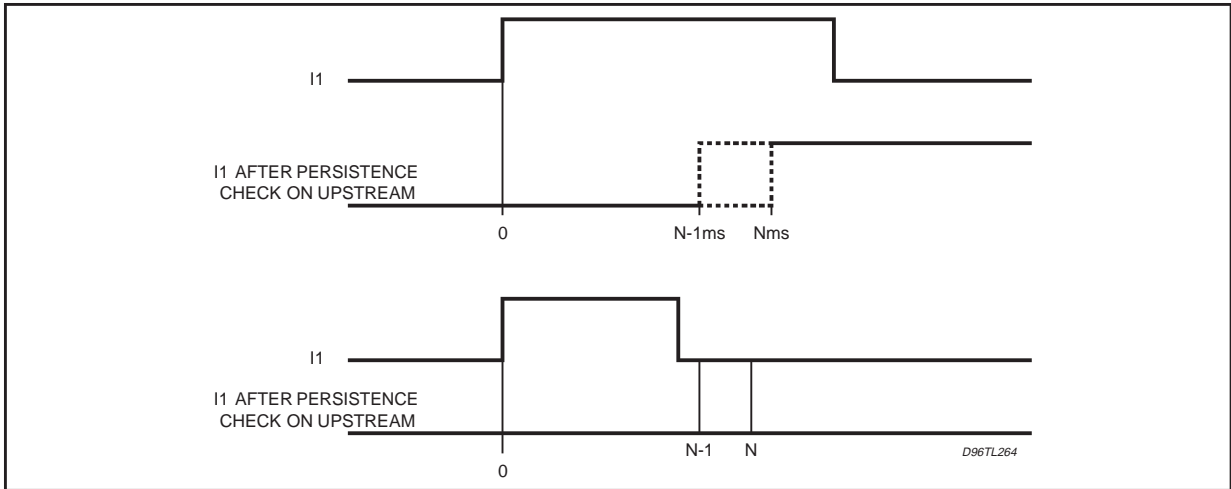 I1
I1 AFTER PERSISTENCE
CHECK ON UPSTREAM
0 N-1ms Nms
I1
I1 AFTER PERSISTENCE
CHECK ON UPSTREAM
N-1 N
D96TL264
0